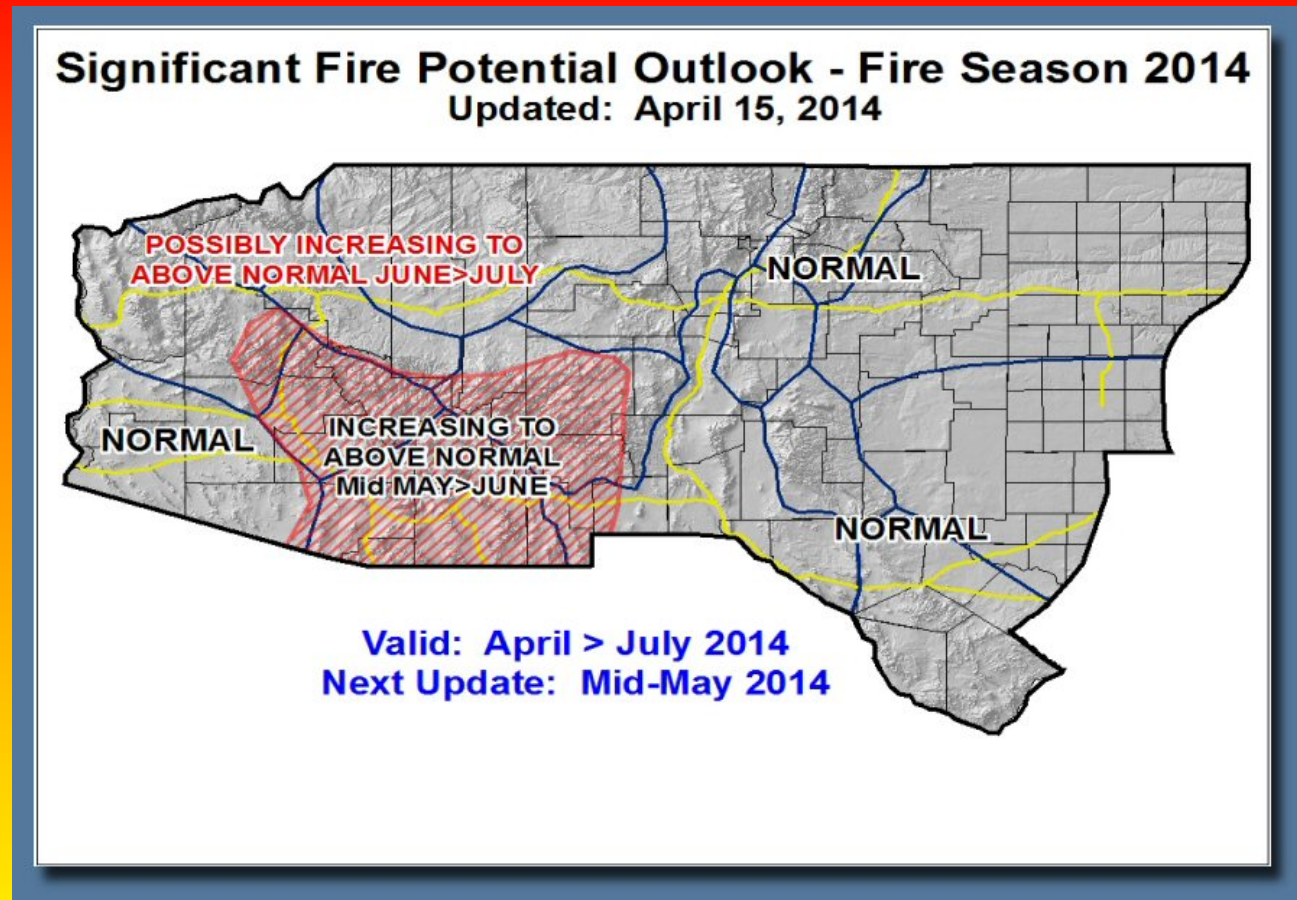 Significant Fire Potential Outlook - Fire Season 2014
Updated: April 15, 2014
POSSIBLY INCREASING TO
ABOVE NORMAL JUNE>JULY
NORMAL
NORMAL
INCREASING TO
ABOVE NORMAL
Mid MAY>JUNE
NORMAL
Valid: April > July 2014
Next Update: Mid-May 2014